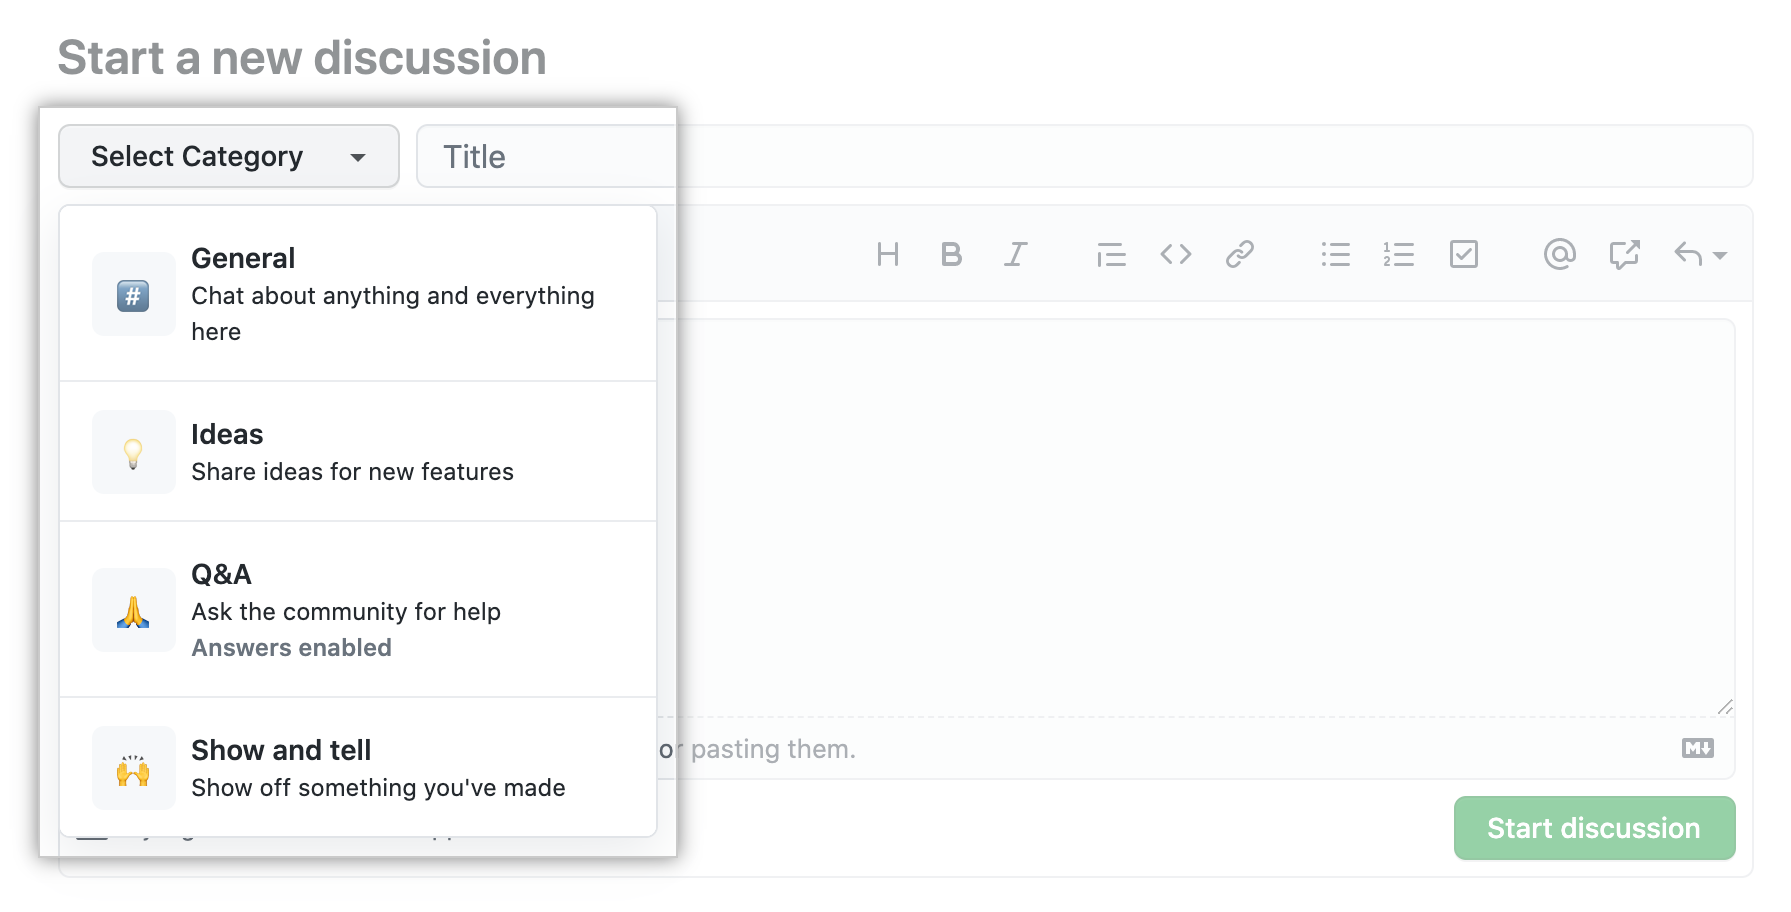 Start a new discussion
Select Category
Title
General
Chat about anything and everything
here
Ideas
Share ideas for new features
Q&A
Ask the community for help
Answers enabled
Show and tell
Show off something you've made
or pasting them.
Start discussion